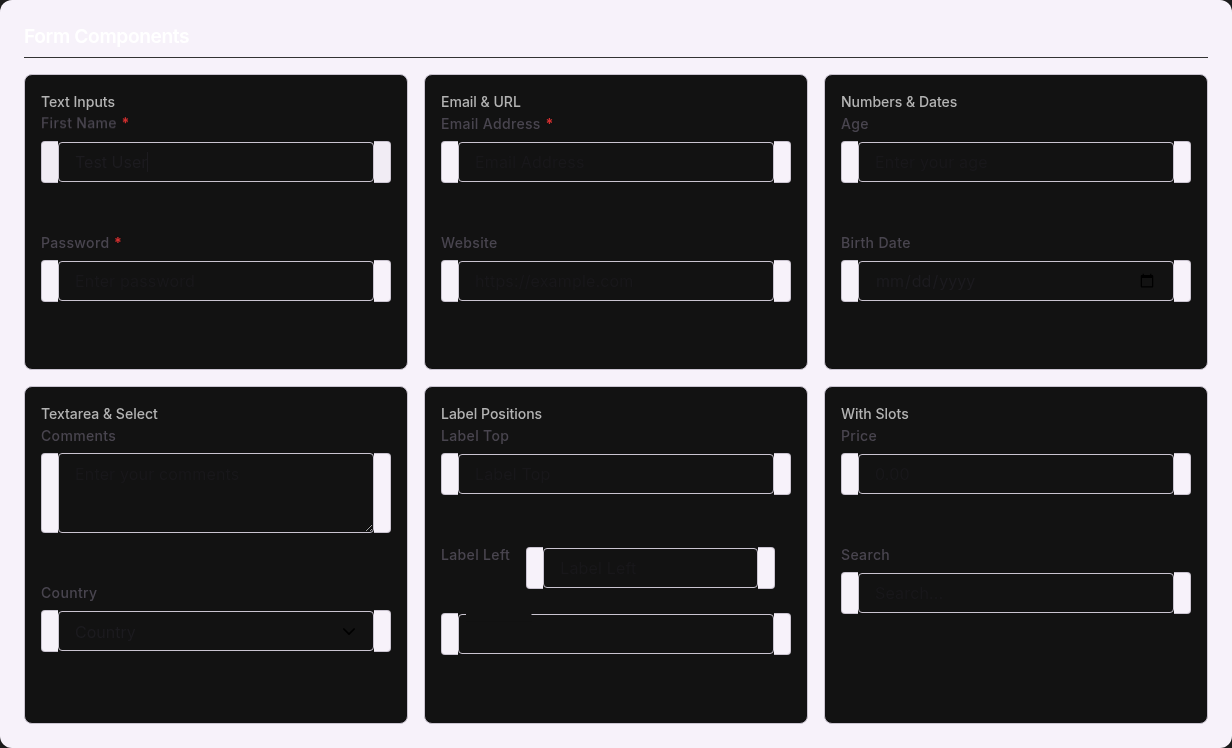 Form Components
Text Inputs
First Name *
Test User
Password *
Enter password
Email & URL
Email Address *
Email Address
Website
https://example.com
Numbers & Dates
Age
Enter your age
Birth Date
mm/dd/yyyy
Textarea & Select
Comments
Enter your comments
Country
Country
Label Positions
Label Top
Label Top
Label Left
Label Left
With Slots
Price
0.00
Search
Search